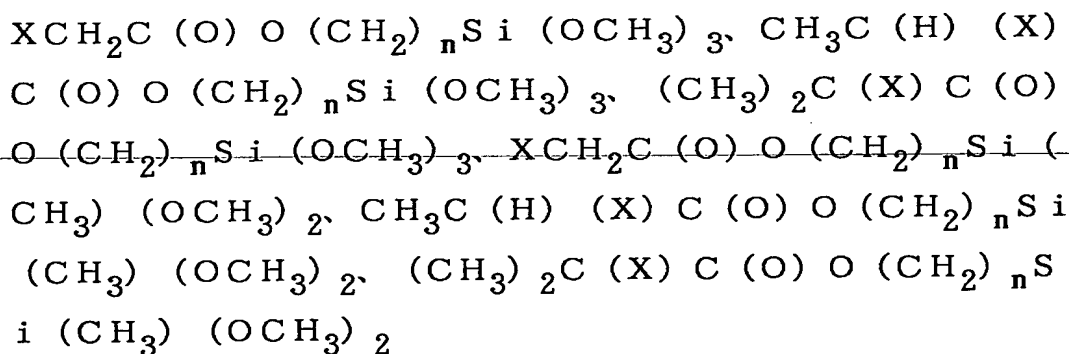 XCH₂C (O) O (CH₂) ₙSi (OCH₃) ₃、CH₃C (H) (X)
C (O) O (CH₂) ₙSi (OCH₃) ₃、 (CH₃) ₂C (X) C (O)
O (CH₂) ₙSi (OCH₃) ₃、XCH₂C (O) O (CH₂) ₙSi (
CH₃) (OCH₃) ₂、CH₃C (H) (X) C (O) O (CH₂) ₙSi
(CH₃) (OCH₃) ₂、 (CH₃) ₂C (X) C (O) O (CH₂) ₙS
i (CH₃) (OCH₃) ₂